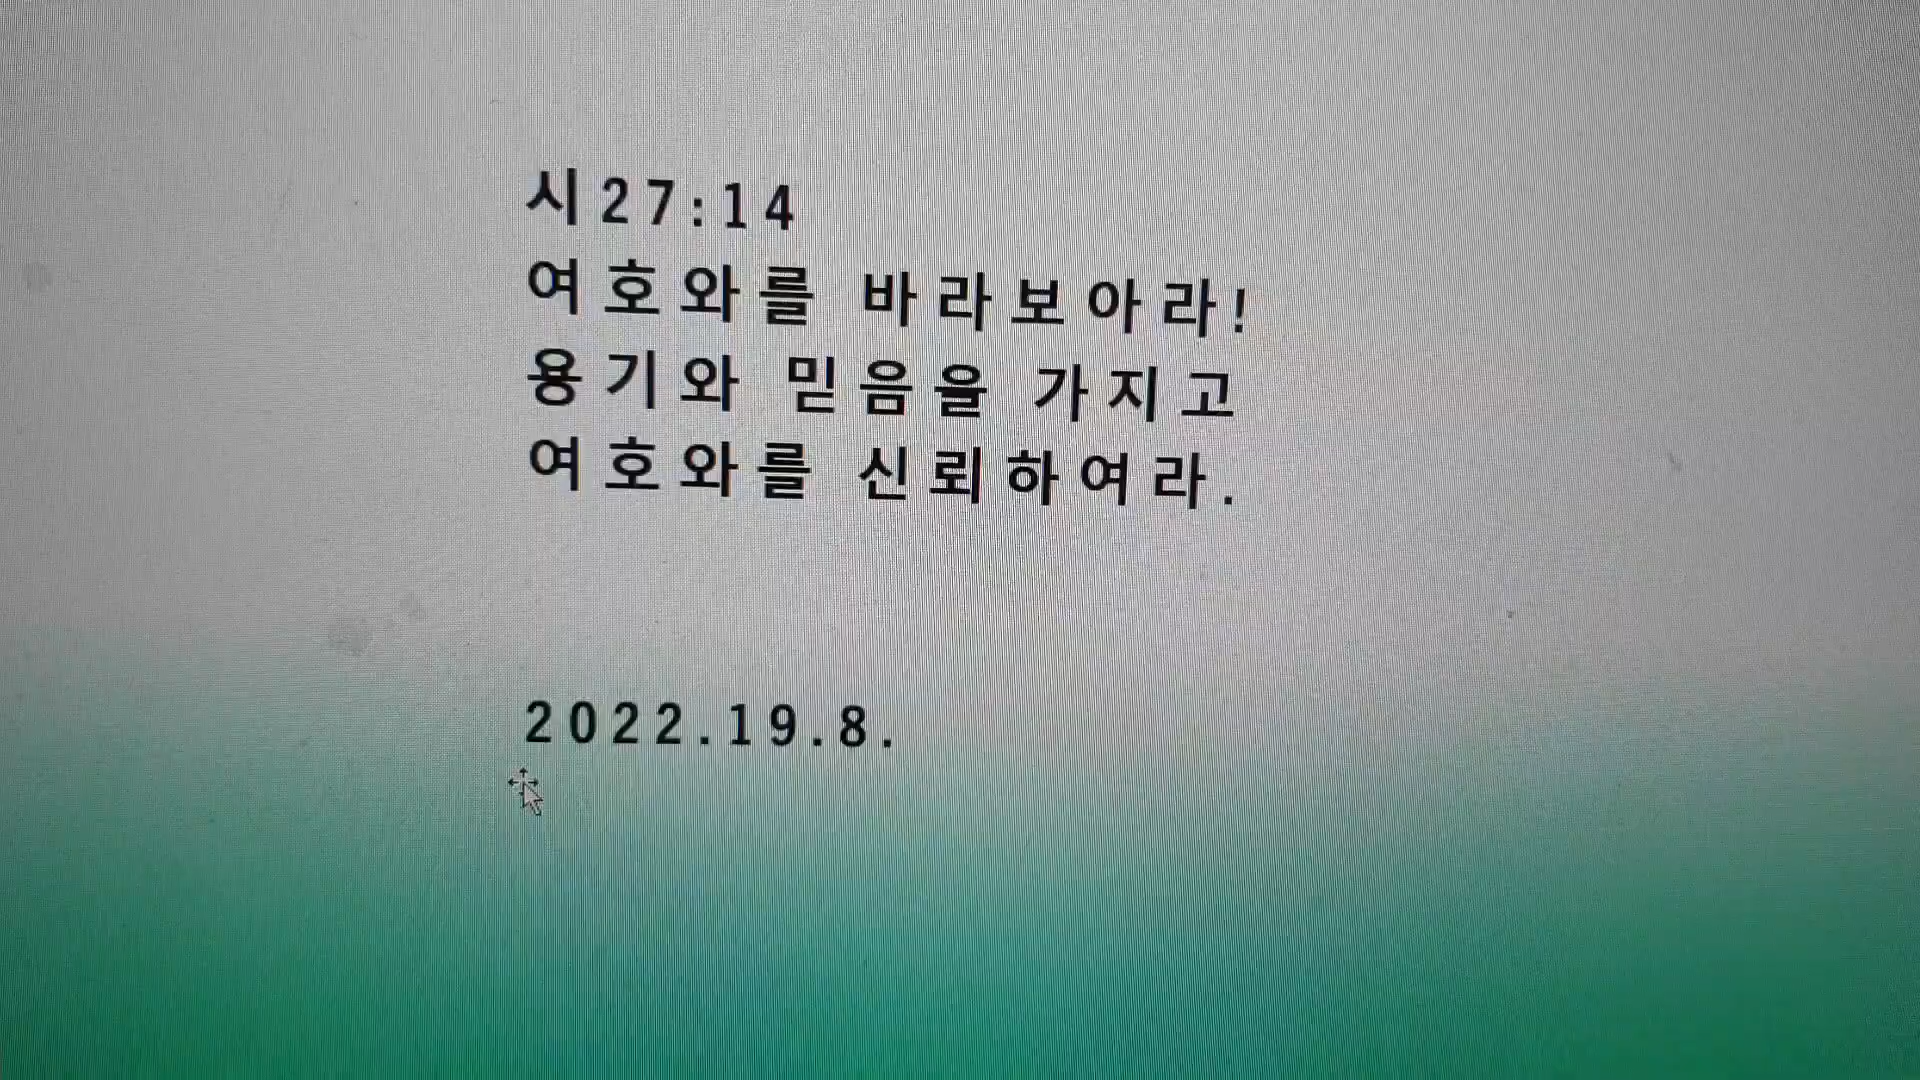 시27:14
여호와를 바라보아라!
용기와 믿음을 가지고
여호와를 신뢰하여라.
2022.19.8.